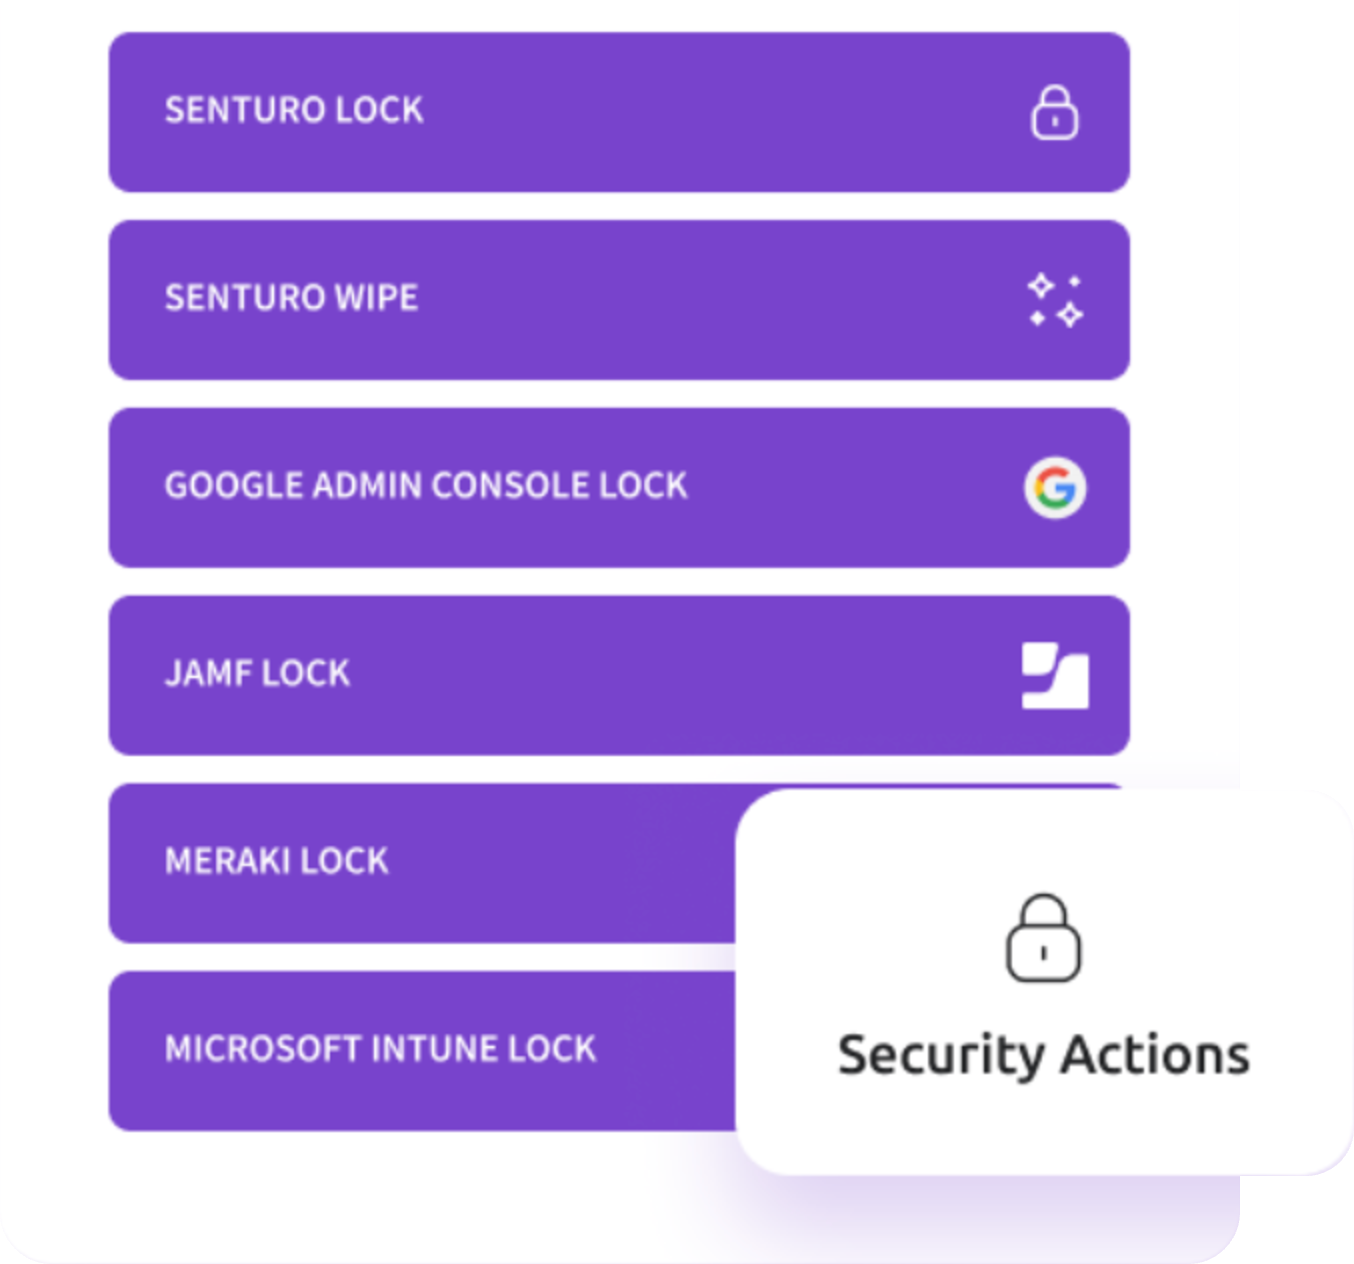 SENTURO LOCK
SENTURO WIPE
GOOGLE ADMIN CONSOLE LOCK
JAMF LOCK
MERAKI LOCK
MICROSOFT INTUNE LOCK
Security Actions